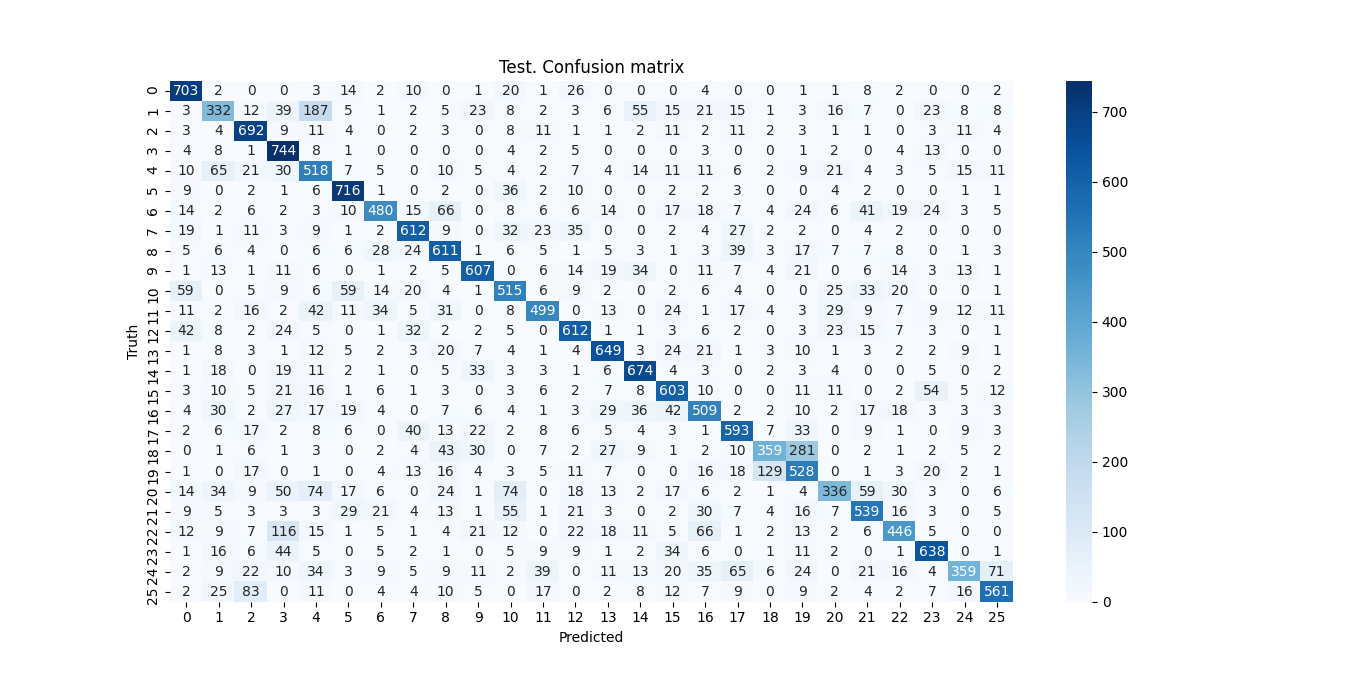 Test. Confusion matrix
0 703 2 0 0 3 14 2 10 0 1 20 1 26 0 0 0 4 0 0 1 1 8 2 0 0 2
1 3 332 12 39 187 5 1 2 5 23 8 2 3 6 55 15 21 15 1 3 16 7 0 23 8 8
2 3 4 692 9 11 4 0 2 3 0 8 11 1 1 2 11 2 11 2 3 1 1 0 3 11 4
3 4 8 1 744 8 1 0 0 0 0 4 2 5 0 0 0 3 0 0 1 2 0 4 13 0 0
4 10 65 21 30 518 7 5 0 10 5 4 2 7 4 14 11 11 6 2 9 21 4 3 5 15 11
5 9 0 2 1 6 716 1 0 2 0 36 2 10 0 0 2 2 3 0 0 4 2 0 0 1 1
6 14 2 6 2 3 10 480 15 66 0 8 6 6 14 0 17 18 7 4 24 6 41 19 24 3 5
7 19 1 11 3 9 1 2 612 9 0 32 23 35 0 0 2 4 27 2 2 0 4 2 0 0 0
8 5 6 4 0 6 6 28 24 611 1 6 5 1 5 3 1 3 39 3 17 7 7 8 0 1 3
9 1 13 1 11 6 0 1 2 5 607 0 6 14 19 34 0 11 7 4 21 0 6 14 3 13 1
10 59 0 5 9 6 59 14 20 4 1 515 6 9 2 0 2 6 4 0 0 25 33 20 0 0 1
11 11 2 16 2 42 11 34 5 31 0 8 499 0 13 0 24 1 17 4 3 29 9 7 9 12 11
12 42 8 2 24 5 0 1 32 2 2 5 0 612 1 1 3 6 2 0 3 23 15 7 3 0 1
13 1 8 3 1 12 5 2 3 20 7 4 1 4 649 3 24 21 1 3 10 1 3 2 2 9 1
14 1 18 0 19 11 2 1 0 5 33 3 3 1 6 674 4 3 0 2 3 4 0 0 5 0 2
15 3 10 5 21 16 1 6 1 3 0 3 6 2 7 8 603 10 0 0 11 11 0 2 54 5 12
16 4 30 2 27 17 19 4 0 7 6 4 1 3 29 36 42 509 2 2 10 2 17 18 3 3 3
17 2 6 17 2 8 6 0 40 13 22 2 8 6 5 4 3 1 593 7 33 0 9 1 0 9 3
18 0 1 6 1 3 0 2 4 43 30 0 7 2 27 9 1 2 10 359 281 0 2 1 2 5 2
19 1 0 17 0 1 0 4 13 16 4 3 5 11 7 0 0 16 18 129 528 0 1 3 20 2 1
20 14 34 9 50 74 17 6 0 24 1 74 0 18 13 2 17 6 2 1 4 336 59 30 3 0 6
21 9 5 3 3 3 29 21 4 13 1 55 1 21 3 0 2 30 7 4 16 7 539 16 3 0 5
22 12 9 7 116 15 1 5 1 4 21 12 0 22 18 11 5 66 1 2 13 2 6 446 5 0 0
23 1 16 6 44 5 0 5 2 1 0 5 9 9 1 2 34 6 0 1 11 2 0 1 638 0 1
24 2 9 22 10 34 3 9 5 9 11 2 39 0 11 13 20 35 65 6 24 0 21 16 4 359 71
25 2 25 83 0 11 0 4 4 10 5 0 17 0 2 8 12 7 9 0 9 2 4 2 7 16 561
0 1 2 3 4 5 6 7 8 9 10 11 12 13 14 15 16 17 18 19 20 21 22 23 24 25
Predicted
Truth
700
600
500
400
300
200
100
0